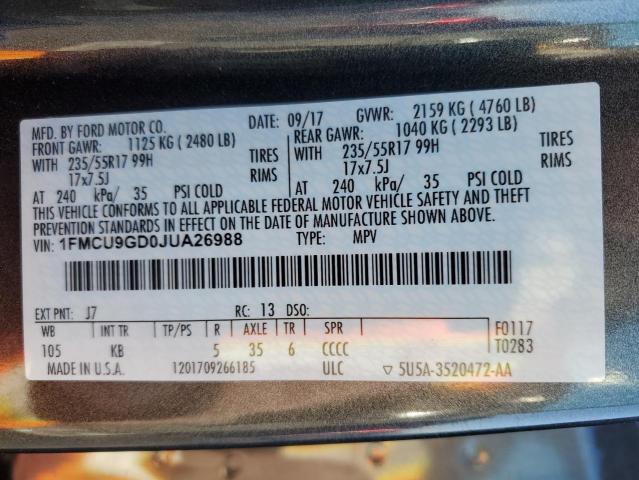 MFD. BY FORD MOTOR CO.
DATE: 09/17 GVWR: 2159 KG ( 4760 LB)
FRONT GAWR: 1125 KG ( 2480 LB)
REAR GAWR: 1040 KG ( 2293 LB)
WITH 235/55R17 99H TIRES
WITH 235/55R17 99H TIRES
17x7.5J RIMS
17x7.5J RIMS
AT 240 kPa/ 35 PSI COLD
AT 240 kPa/ 35 PSI COLD
THIS VEHICLE CONFORMS TO ALL APPLICABLE FEDERAL MOTOR VEHICLE SAFETY AND THEFT
PREVENTION STANDARDS IN EFFECT ON THE DATE OF MANUFACTURE SHOWN ABOVE.
VIN: 1FMCU9GD0JUA26988 TYPE: MPV
EXT PNT: J7 RC: 13 DSO:
WB INT TR TP/PS R AXLE TR SPR F0117
105 KB 5 35 6 CCCC T0283
MADE IN U.S.A. 1201709266185 ULC ▽ 5U5A-3520472-AA